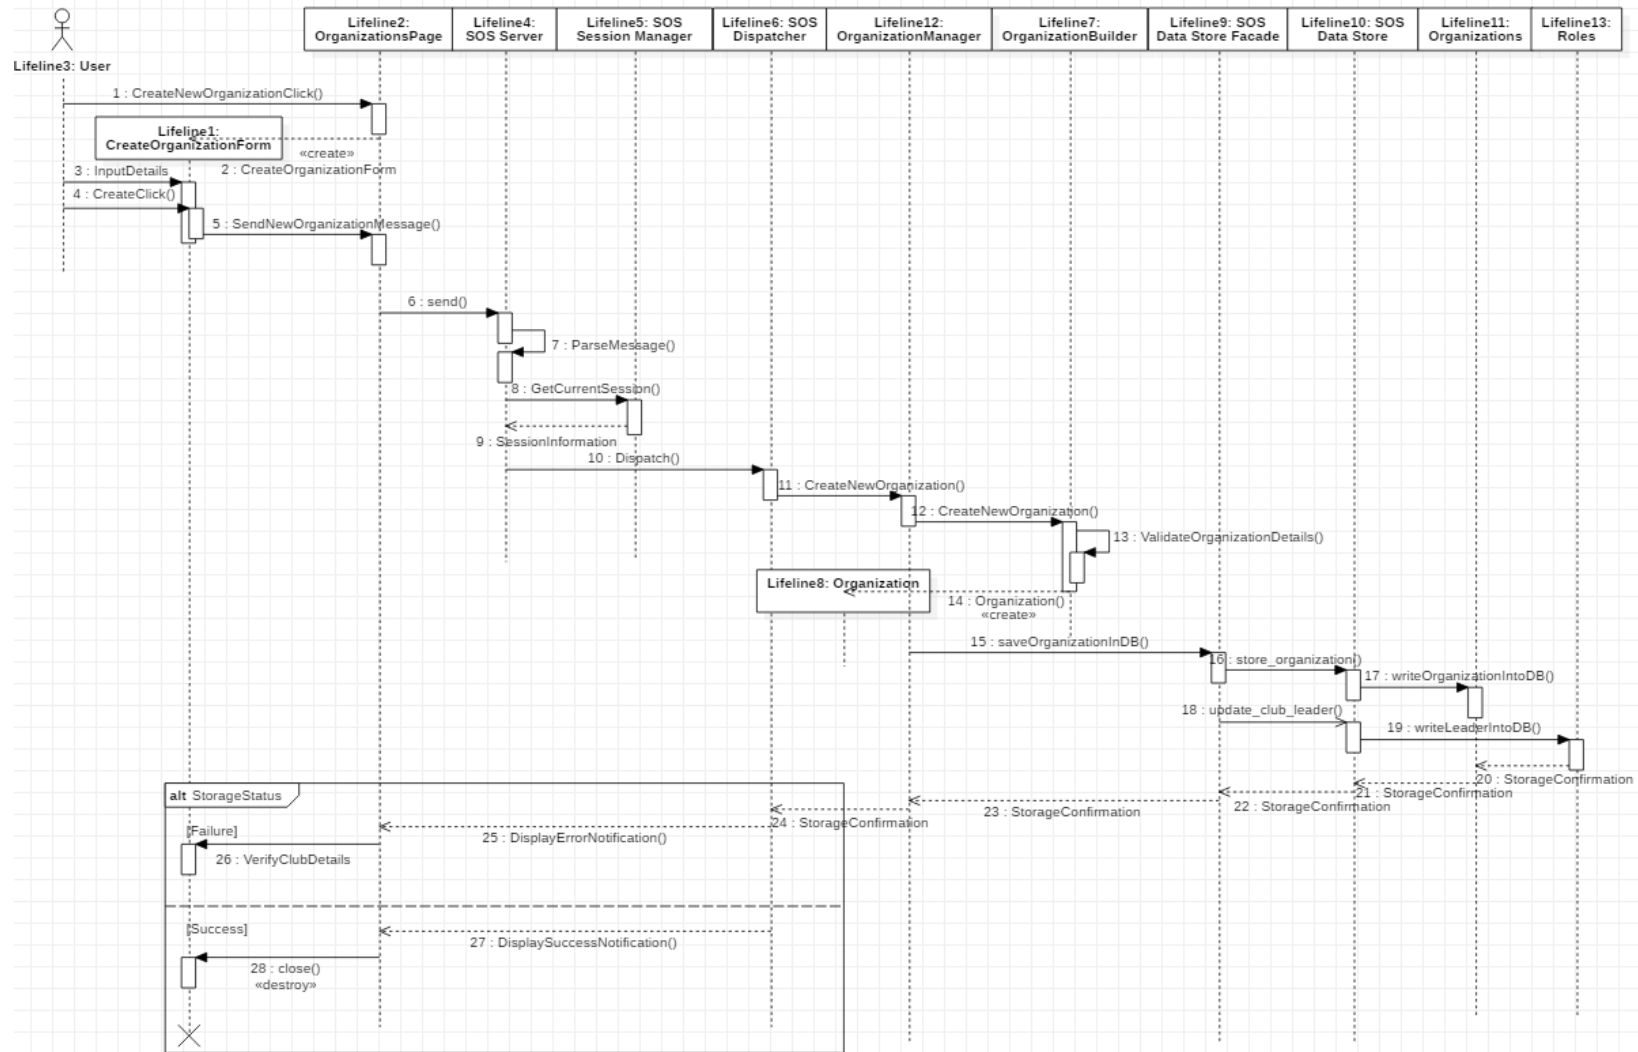 Lifeline2:
OrganizationsPage
Lifeline4:
SOS Server
Lifeline5: SOS
Session Manager
Lifeline6: SOS
Dispatcher
Lifeline12:
OrganizationManager
Lifeline7:
OrganizationBuilder
Lifeline9: SOS
Data Store Facade
Lifeline10: SOS
Data Store
Lifeline11:
Organizations
Lifeline13:
Roles
Lifeline3: User
1 : CreateNewOrganizationClick()
Lifeline1:
CreateOrganizationForm
«create»
2 : CreateOrganizationForm
3 : InputDetails
4 : CreateClick()
5 : SendNewOrganizationMessage()
6 : send()
7 : ParseMessage()
8 : GetCurrentSession()
9 : SessionInformation
10 : Dispatch()
11 : CreateNewOrganization()
12 : CreateNewOrganization()
13 : ValidateOrganizationDetails()
Lifeline8: Organization
14 : Organization()
«create»
15 : saveOrganizationInDB()
16 : store_organization()
17 : writeOrganizationIntoDB()
18 : update_club_leader()
19 : writeLeaderIntoDB()
20 : StorageConfirmation
21 : StorageConfirmation
22 : StorageConfirmation
23 : StorageConfirmation
24 : StorageConfirmation
alt StorageStatus
[Failure]
25 : DisplayErrorNotification()
26 : VerifyClubDetails
[Success]
27 : DisplaySuccessNotification()
28 : close()
«destroy»